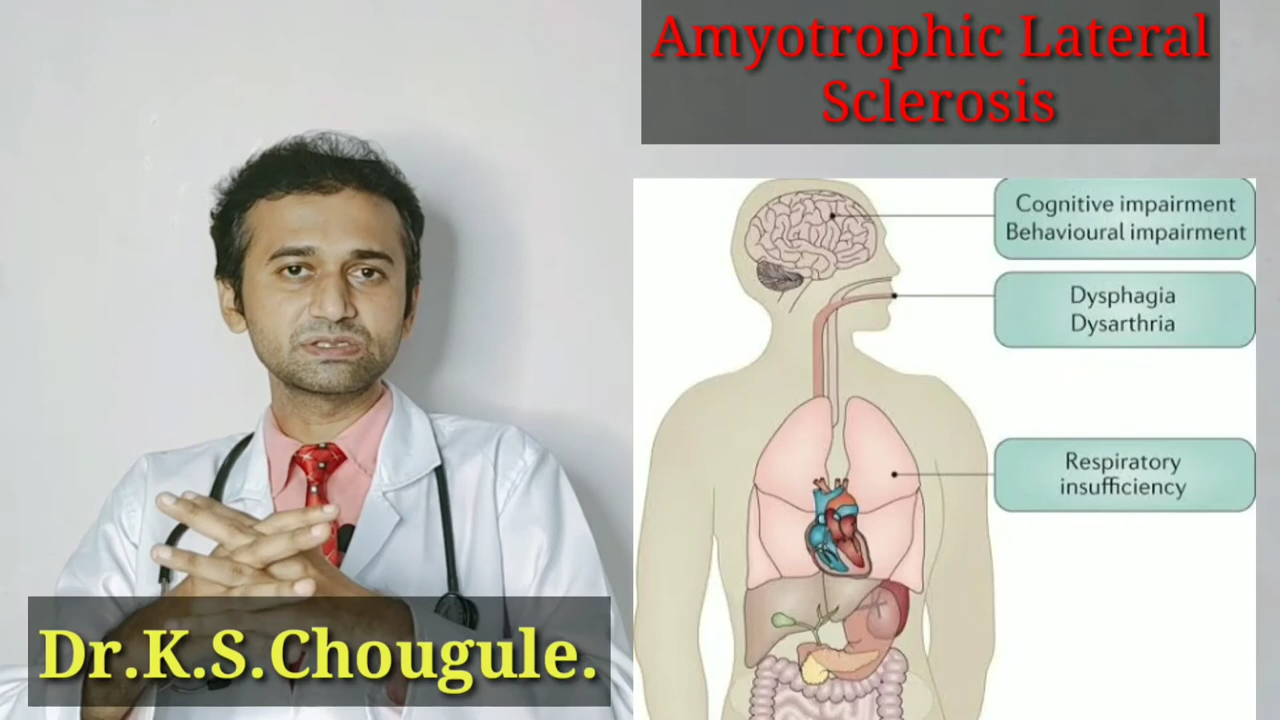 Amyotrophic Lateral
Sclerosis
Cognitive impairment
Behavioural impairment
Dysphagia
Dysarthria
Respiratory
insufficiency
Dr.K.S.Chougule.